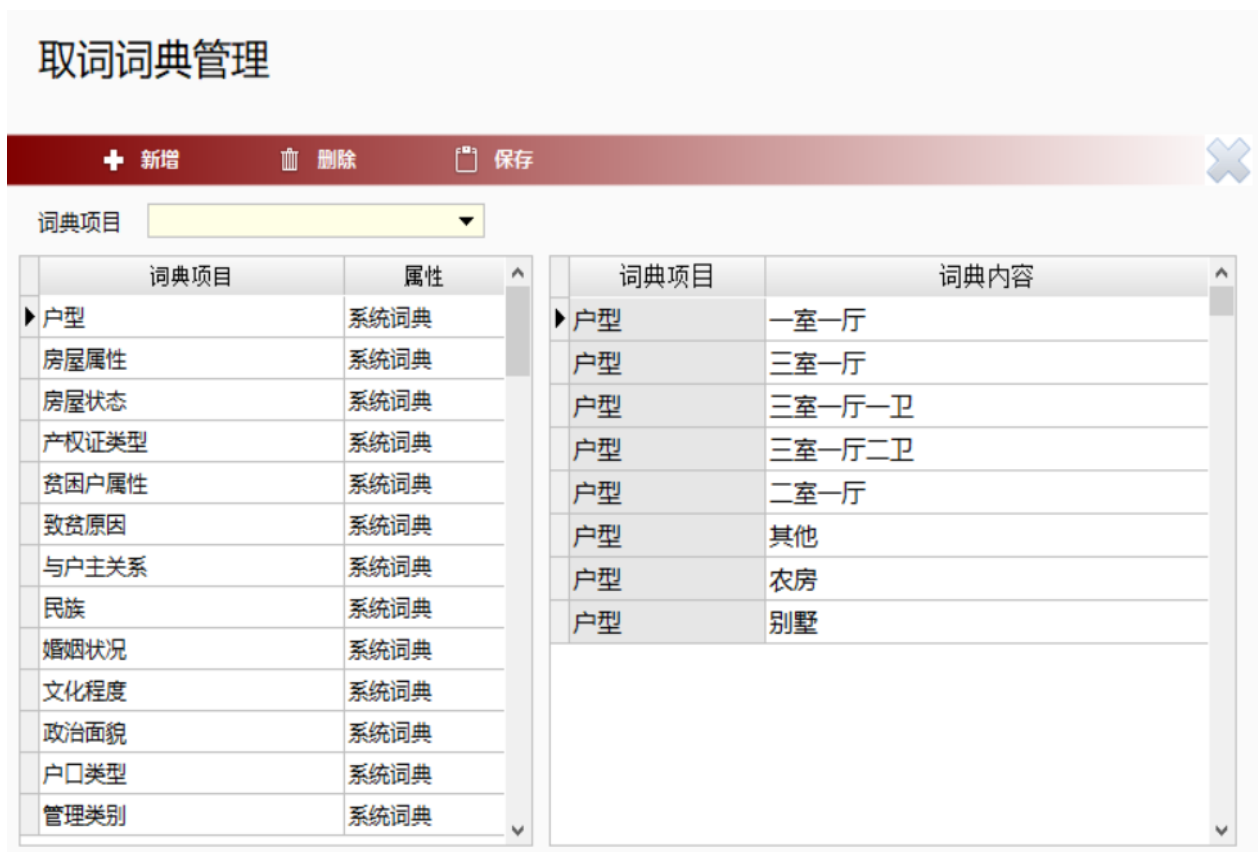 取词词典管理
新增 删除 保存
词典项目
词典项目 属性
户型 系统词典
房屋属性 系统词典
房屋状态 系统词典
产权证类型 系统词典
贫困户属性 系统词典
致贫原因 系统词典
与户主关系 系统词典
民族 系统词典
婚姻状况 系统词典
文化程度 系统词典
政治面貌 系统词典
户口类型 系统词典
管理类别 系统词典
词典项目 词典内容
户型 一室一厅
户型 三室一厅
户型 三室一厅一卫
户型 三室一厅二卫
户型 二室一厅
户型 其他
户型 农房
户型 别墅